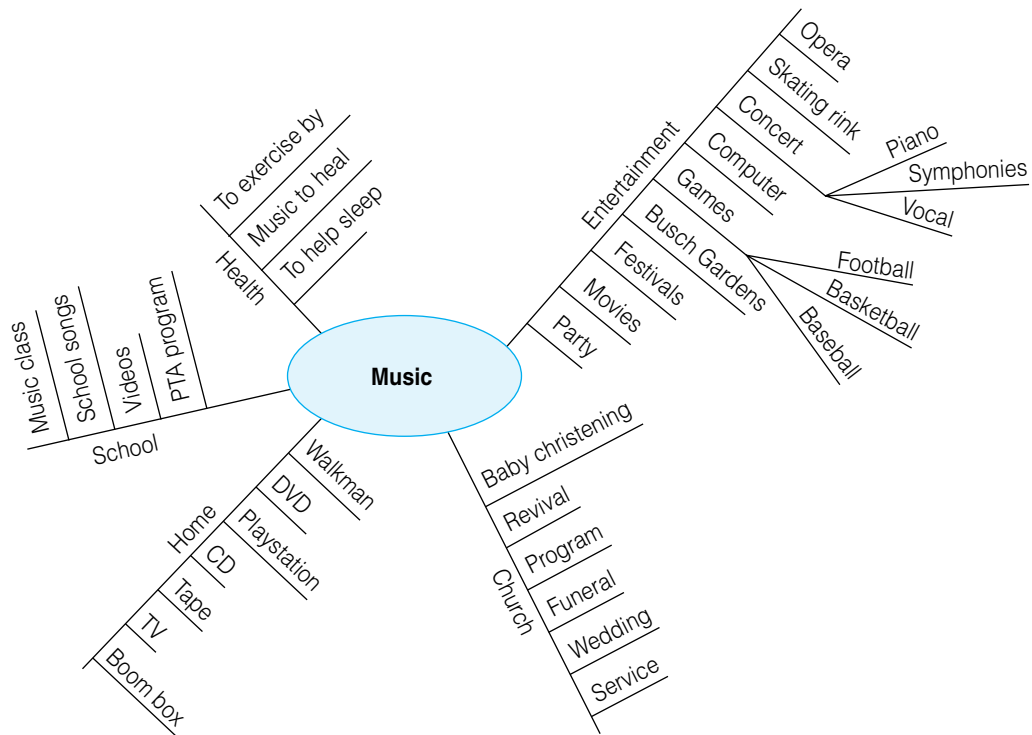 Music
Health
To exercise by
Music to heal
To help sleep
Entertainment
Opera
Skating rink
Concert
Piano
Symphonies
Vocal
Computer
Games
Football
Basketball
Baseball
Busch Gardens
Festivals
Movies
Party
School
Music class
School songs
Videos
PTA program
Home
Walkman
DVD
Playstation
CD
Tape
TV
Boom box
Church
Baby christening
Revival
Program
Funeral
Wedding
Service